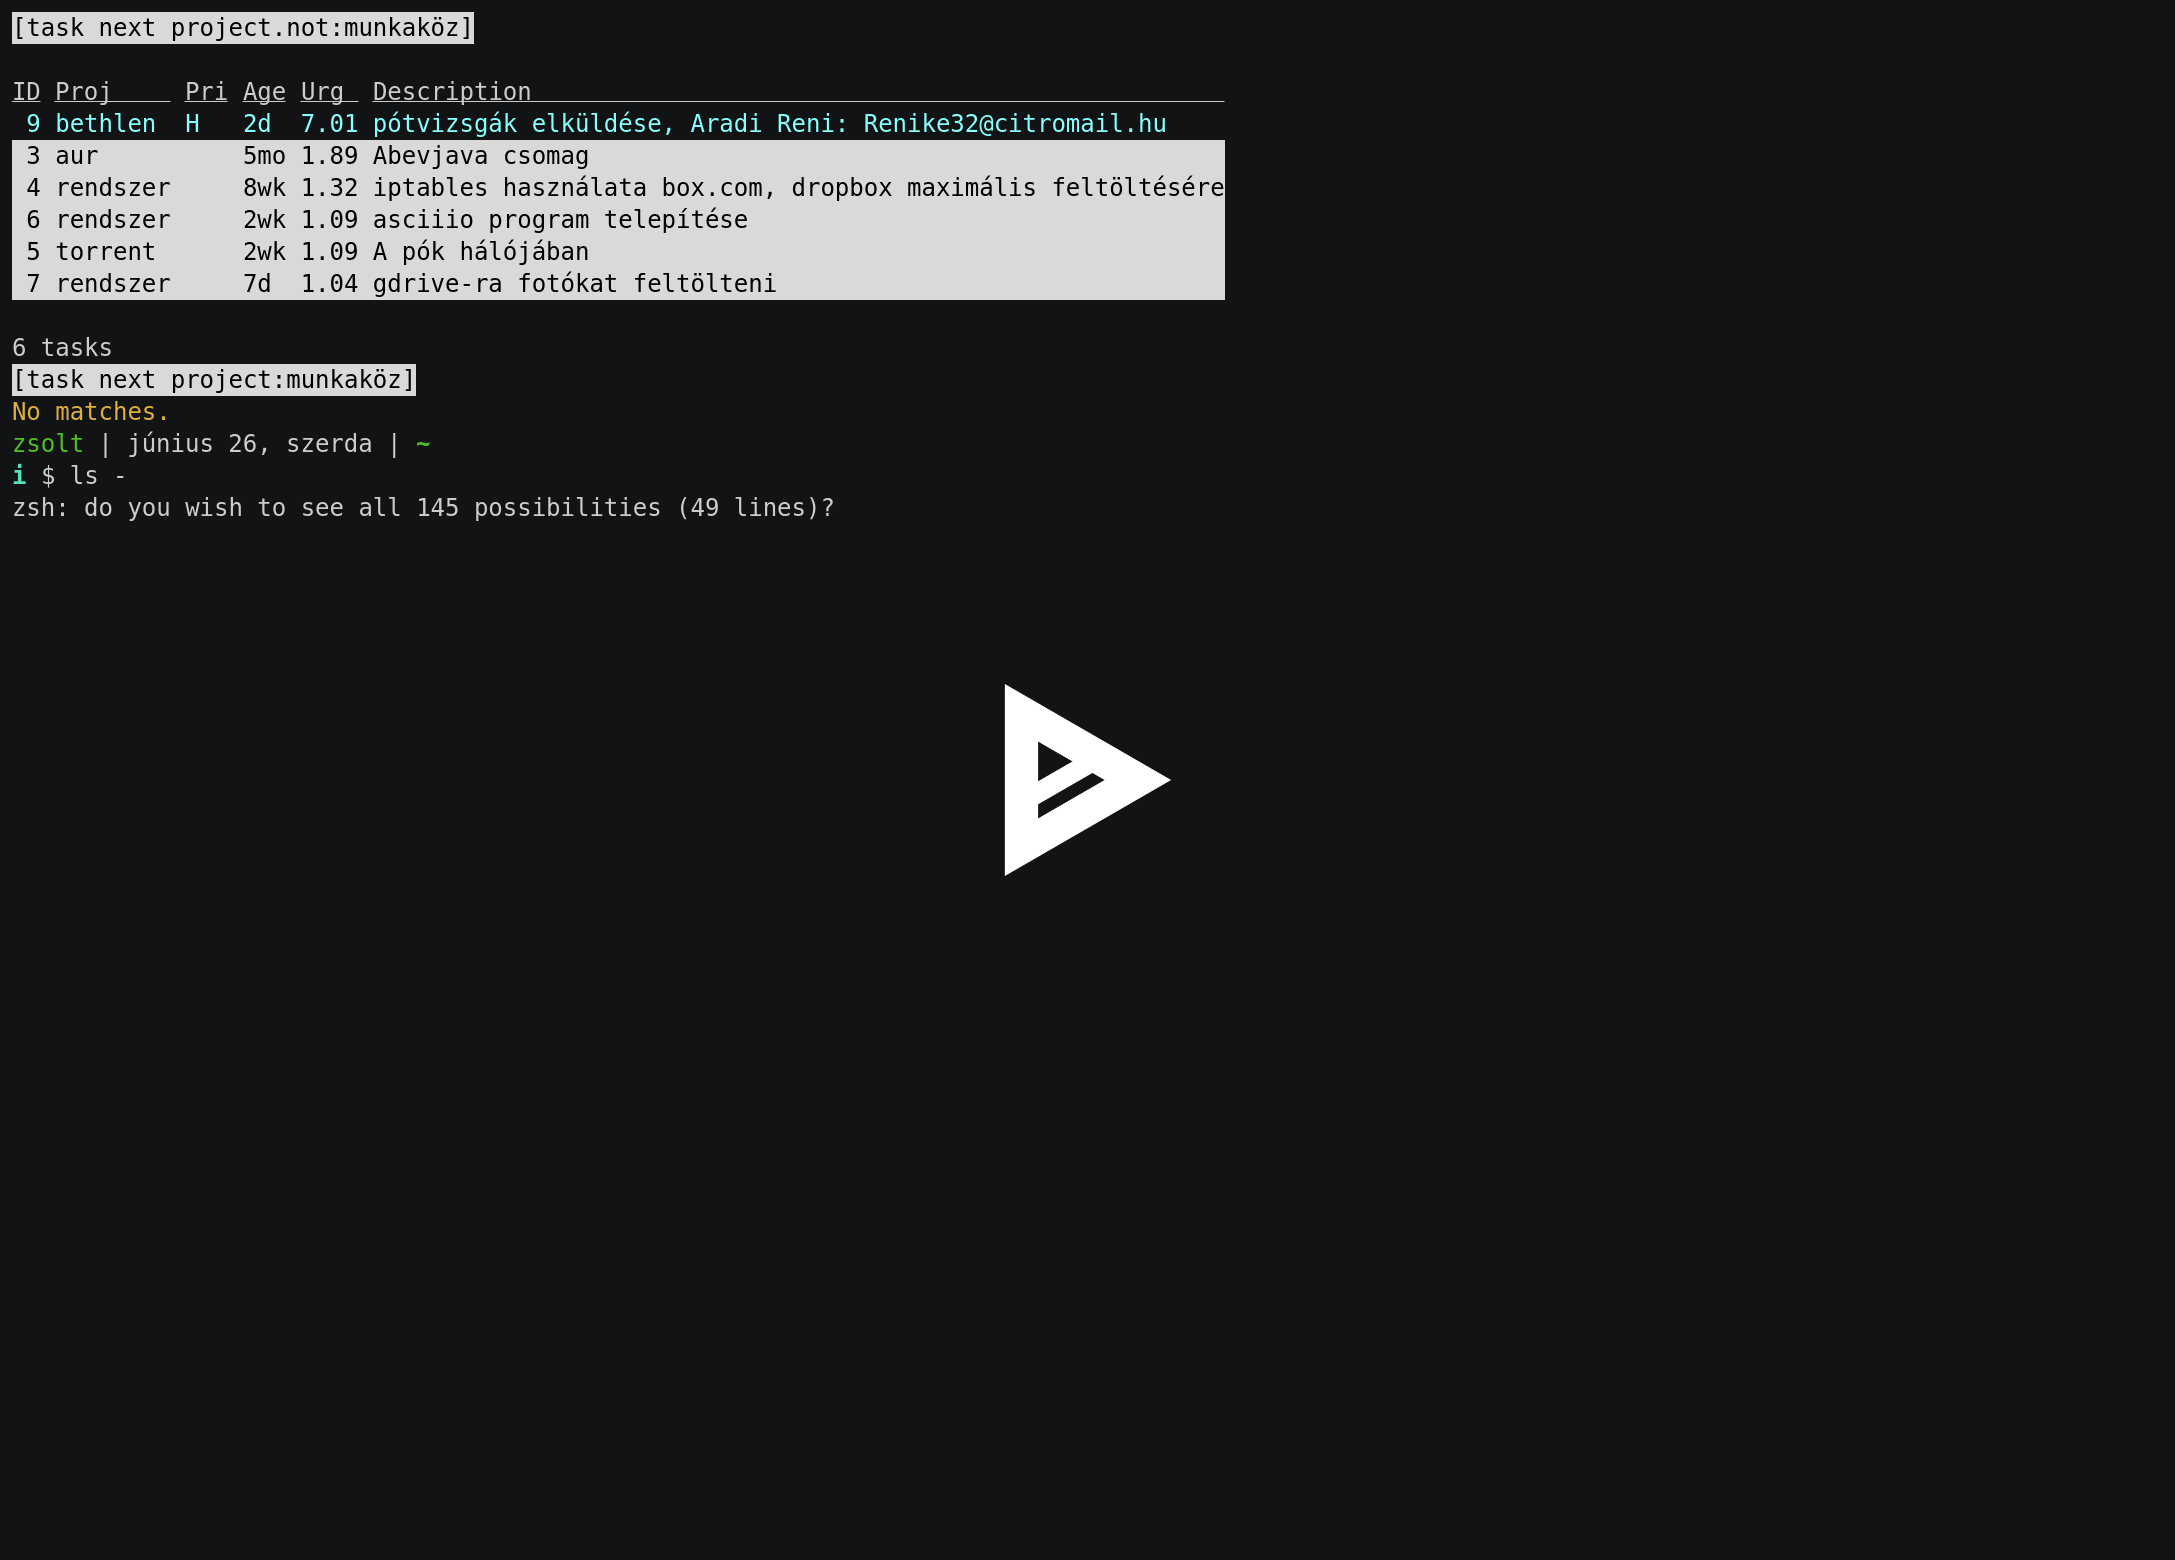 [task next project.not:munkaköz]
ID Proj Pri Age Urg Description
9 bethlen H 2d 7.01 pótvizsgák elküldése, Aradi Reni: Renike32@citromail.hu
3 aur 5mo 1.89 Abevjava csomag
4 rendszer 8wk 1.32 iptables használata box.com, dropbox maximális feltöltésére
6 rendszer 2wk 1.09 asciiio program telepítése
5 torrent 2wk 1.09 A pók hálójában
7 rendszer 7d 1.04 gdrive-ra fotókat feltölteni
6 tasks
[task next project:munkaköz]
No matches.
zsolt | június 26, szerda | ~
i $ ls -
zsh: do you wish to see all 145 possibilities (49 lines)?